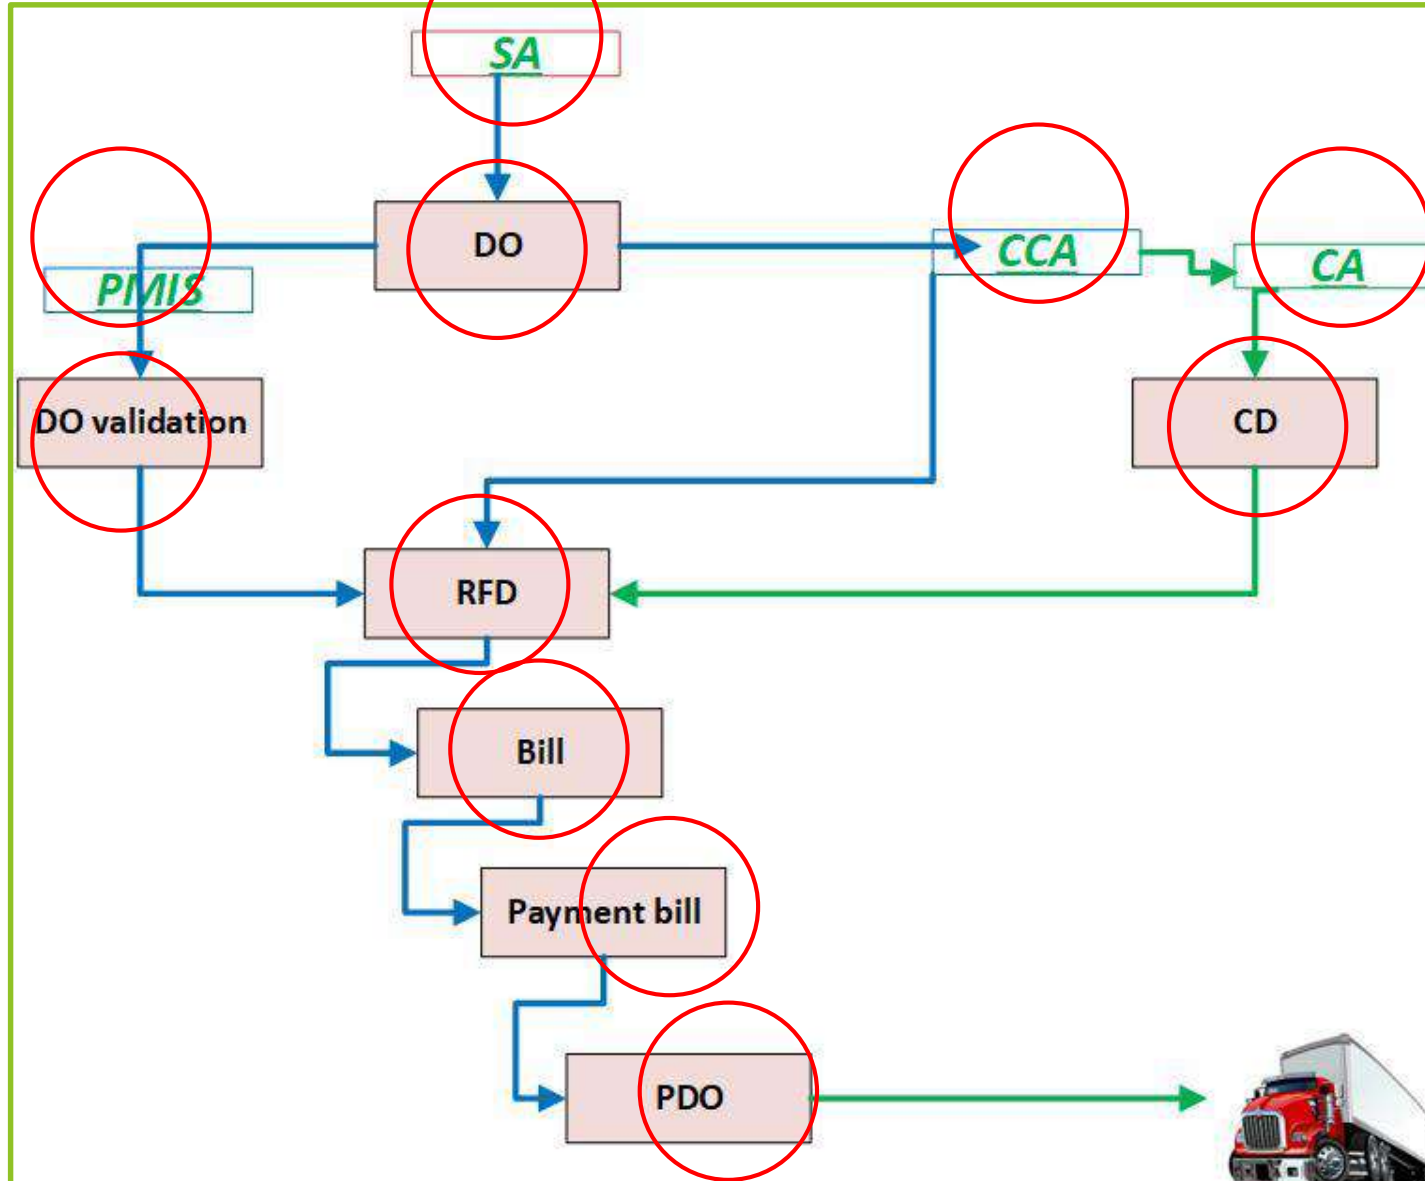 SA
DO
CCA
CA
PMIS
DO validation
CD
RFD
Bill
Payment bill
PDO